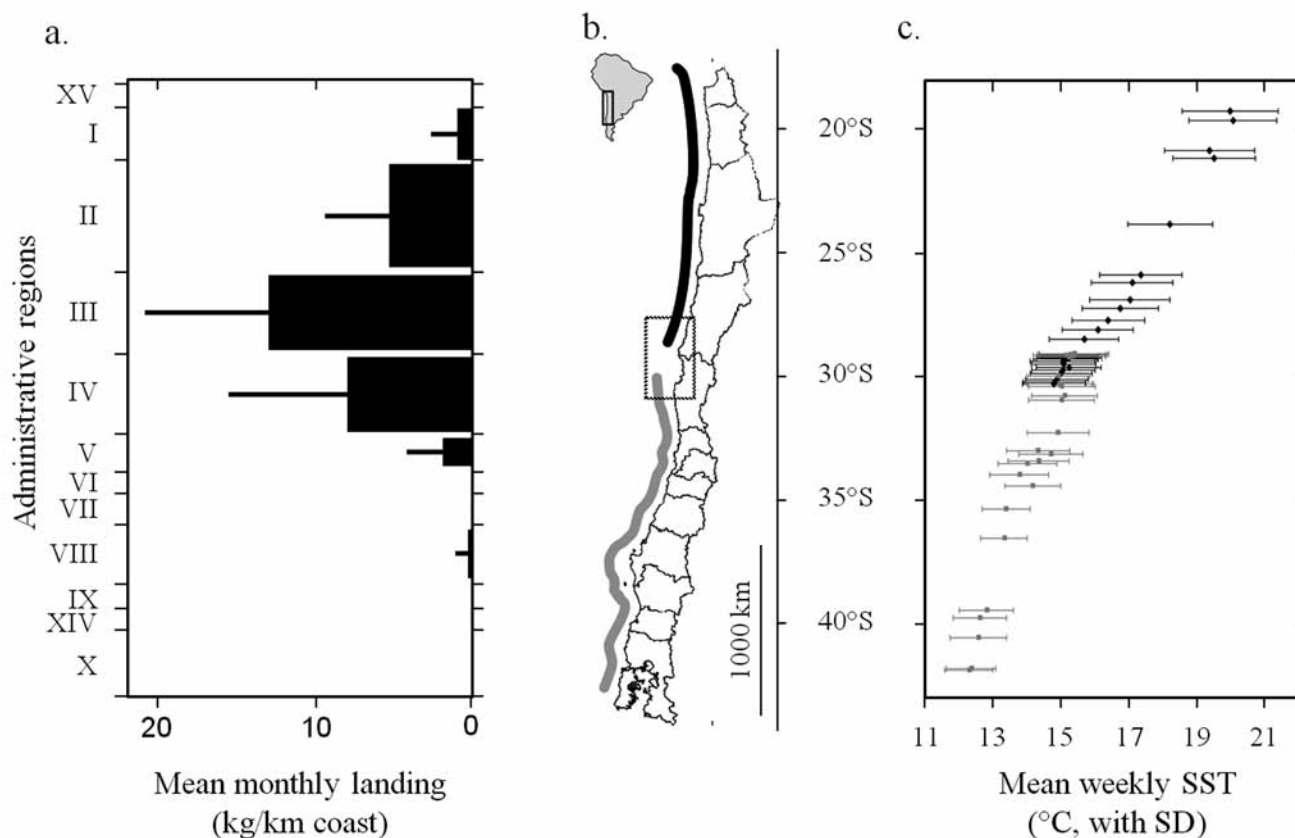 a.
Administrative regions
XV
I
II
III
IV
V
VI
VII
VIII
IX
XIV
X
20 10 0
Mean monthly landing
(kg/km coast)
b.
1000 km
20°S
25°S
30°S
35°S
40°S
c.
11 13 15 17 19 21
Mean weekly SST
(°C, with SD)